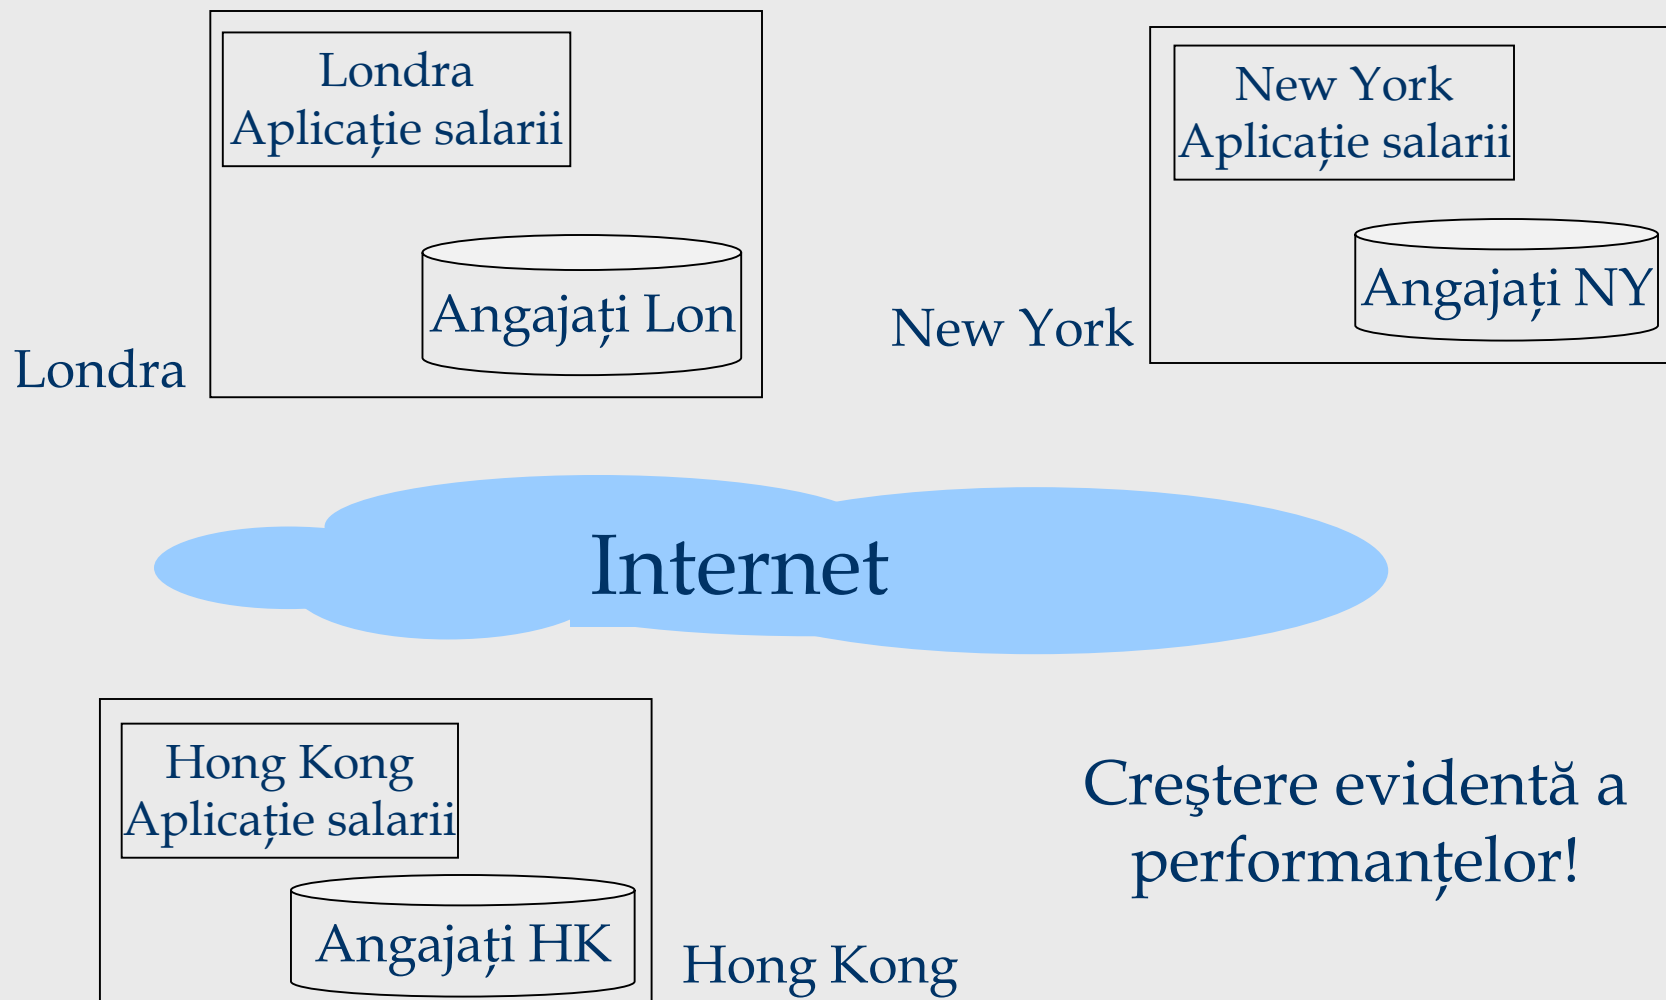 Londra
Aplicație salarii
Angajați Lon
Londra
New York
Aplicație salarii
Angajați NY
New York
Internet
Hong Kong
Aplicație salarii
Angajați HK
Hong Kong
Creştere evidentă a
performanțelor!